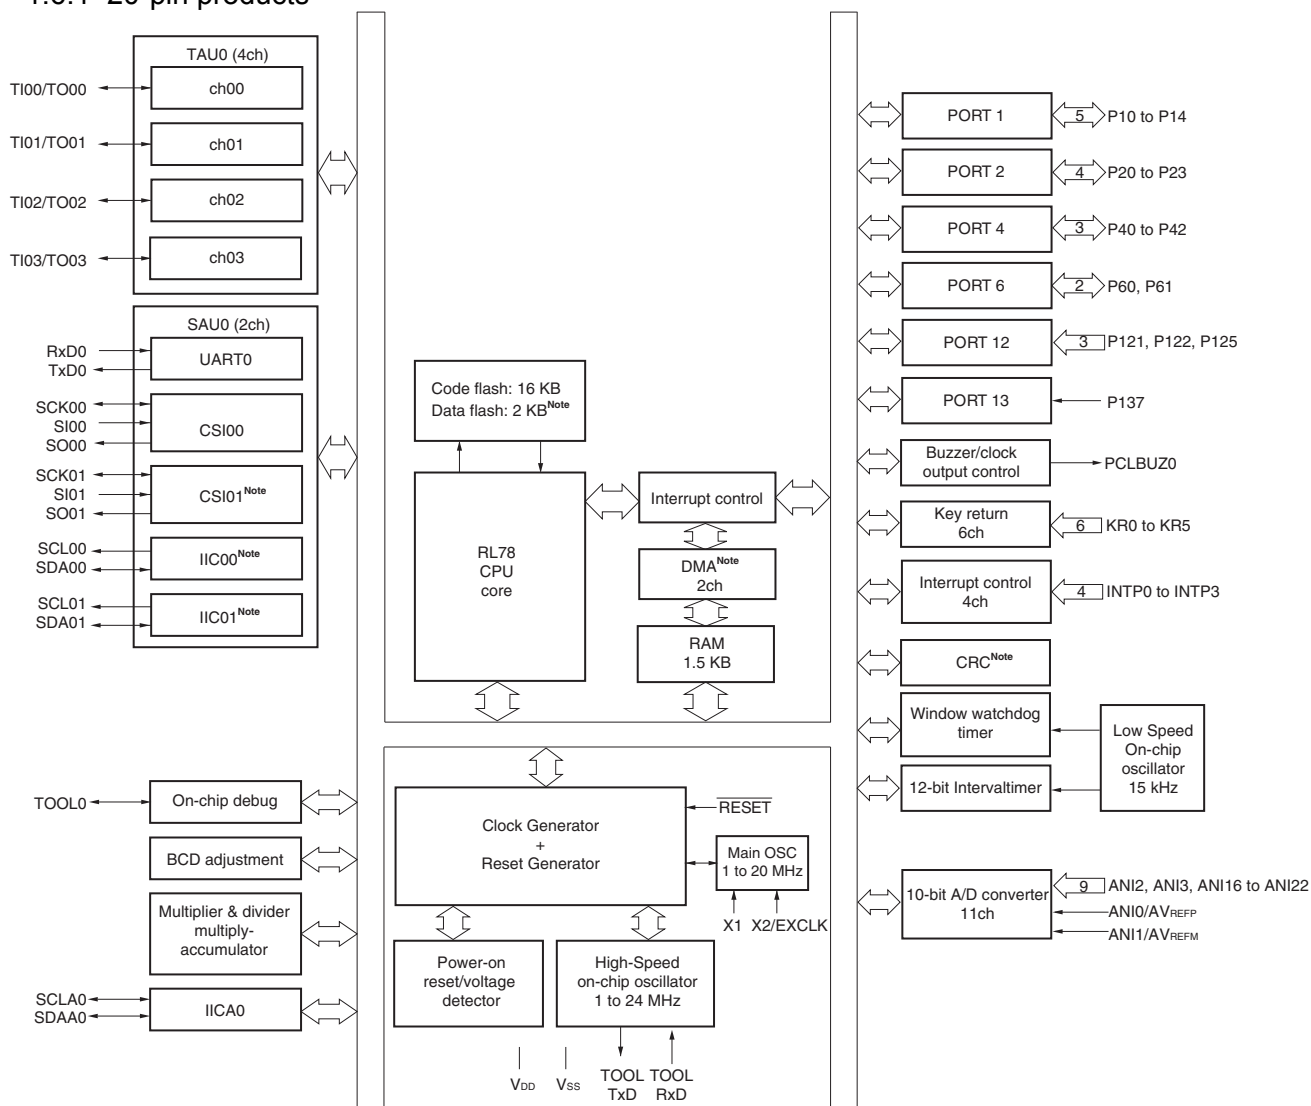 1.6.1 20-pin products
TAU0 (4ch)
TI00/TO00
ch00
TI01/TO01
ch01
TI02/TO02
ch02
TI03/TO03
ch03
SAU0 (2ch)
RxD0
TxD0
UART0
SCK00
SI00
SO00
CSI00
SCK01
SI01
SO01
CSI01Note
SCL00
SDA00
IIC00Note
SCL01
SDA01
IIC01Note
TOOL0
On-chip debug
BCD adjustment
Multiplier & divider
multiply-
accumulator
SCLA0
SDAA0
IICA0
Code flash: 16 KB
Data flash: 2 KBNote
RL78
CPU
core
Interrupt control
DMANote
2ch
RAM
1.5 KB
Clock Generator
+
Reset Generator
RESET
Main OSC
1 to 20 MHz
X1 X2/EXCLK
Power-on
reset/voltage
detector
High-Speed
on-chip oscillator
1 to 24 MHz
VDD
VSS
TOOL
TxD
TOOL
RxD
PORT 1
5
P10 to P14
PORT 2
4
P20 to P23
PORT 4
3
P40 to P42
PORT 6
2
P60, P61
PORT 12
3
P121, P122, P125
PORT 13
P137
Buzzer/clock
output control
PCLBUZ0
Key return
6ch
6
KR0 to KR5
Interrupt control
4ch
4
INTP0 to INTP3
CRCNote
Window watchdog
timer
12-bit Intervaltimer
Low Speed
On-chip
oscillator
15 kHz
10-bit A/D converter
11ch
9
ANI2, ANI3, ANI16 to ANI22
ANI0/AVREFP
ANI1/AVREFM